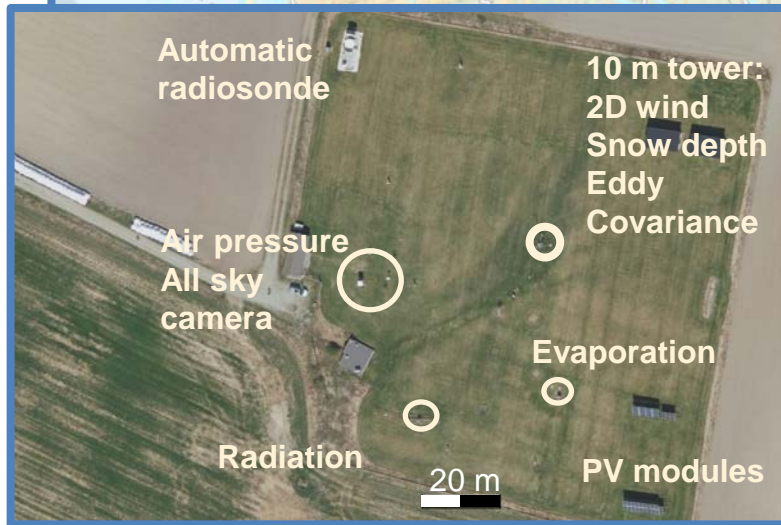 Automatic
radiosonde
10 m tower:
2D wind
Snow depth
Eddy
Covariance
Air pressure
All sky
camera
Evaporation
Radiation
20 m
PV modules